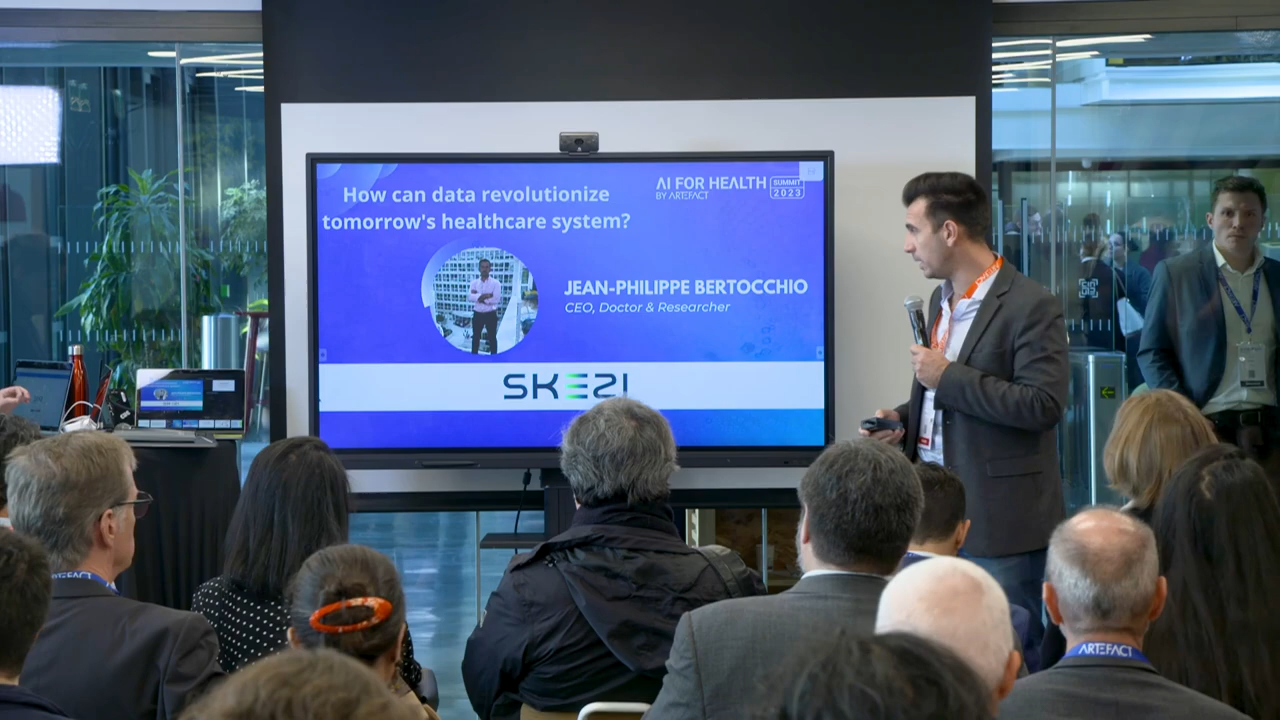 How can data revolutionize
tomorrow's healthcare system?
AI FOR HEALTH
BY ARTEFACT
SUMMIT
2023
JEAN-PHILIPPE BERTOCCHIO
CEO, Doctor & Researcher
SKEZI
ARTEFACT